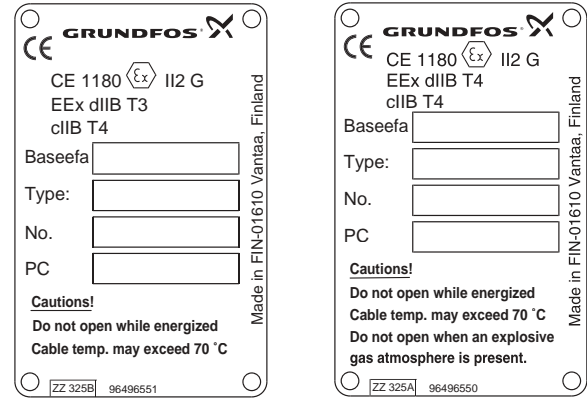 GRUNDFOS
CE
CE 1180 Ex II2 G
EEx dIIB T3
cIIB T4
Baseefa
Type:
No.
PC
Made in FIN-01610 Vantaa, Finland
Cautions!
Do not open while energized
Cable temp. may exceed 70 ˚C
ZZ 325B 96496551
GRUNDFOS
CE
CE 1180 Ex II2 G
EEx dIIB T4
cIIB T4
Baseefa
Type:
No.
PC
Made in FIN-01610 Vantaa, Finland
Cautions!
Do not open while energized
Cable temp. may exceed 70 ˚C
Do not open when an explosive
gas atmosphere is present.
ZZ 325A 96496550